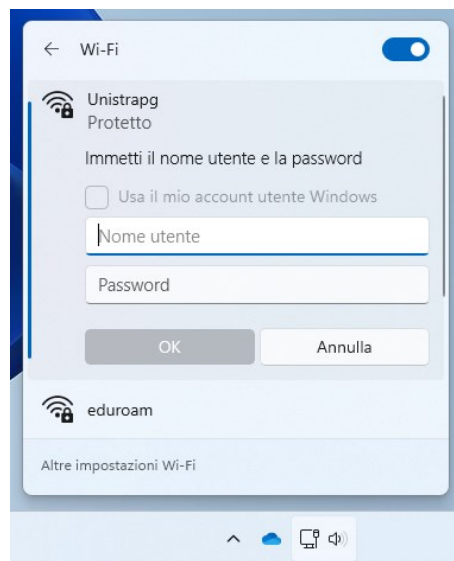 Wi-Fi
Unistrapg
Protetto
Immetti il nome utente e la password
Usa il mio account utente Windows
Nome utente
Password
OK Annulla
eduroam
Altre impostazioni Wi-Fi